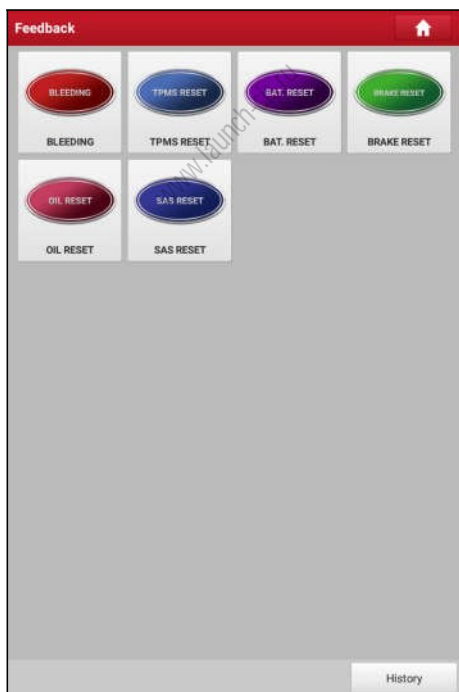 Feedback
BLEEDING
TPMS RESET
BAT. RESET
BRAKE RESET
BLEEDING
TPMS RESET
BAT. RESET
BRAKE RESET
OIL RESET
SAS RESET
OIL RESET
SAS RESET
History